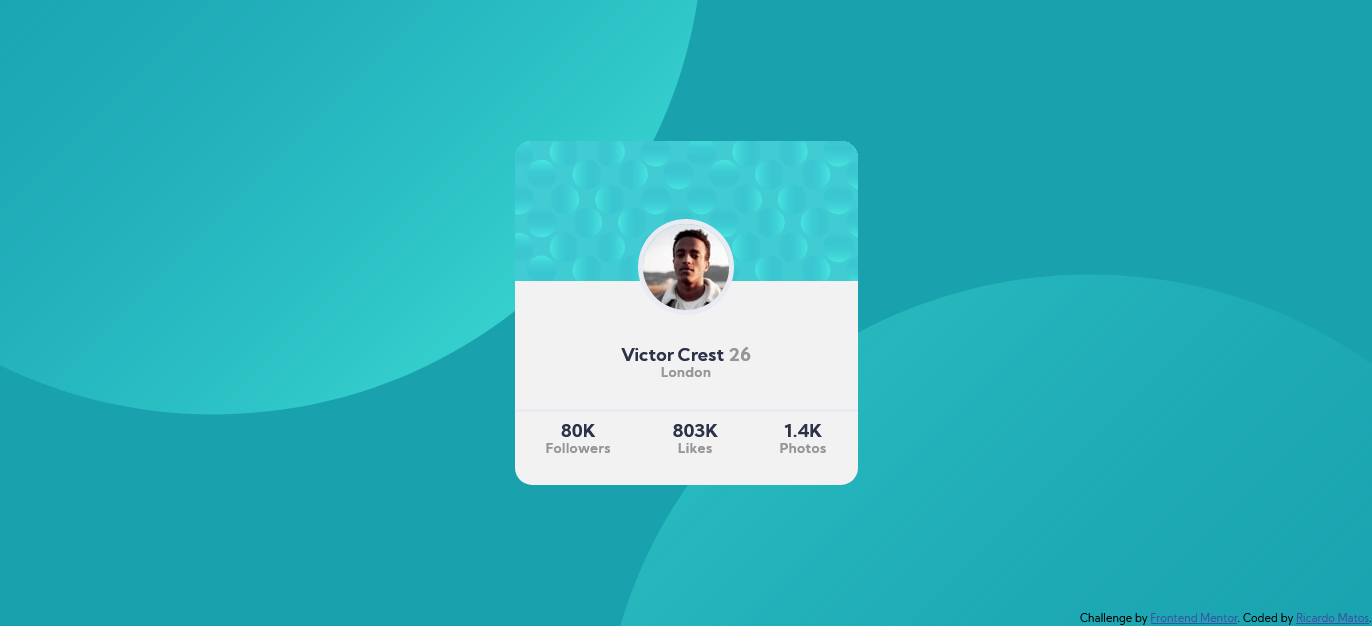 Victor Crest 26
London
80K 803K 1.4K
Followers Likes Photos
Challenge by Frontend Mentor. Coded by Ricardo Matos.